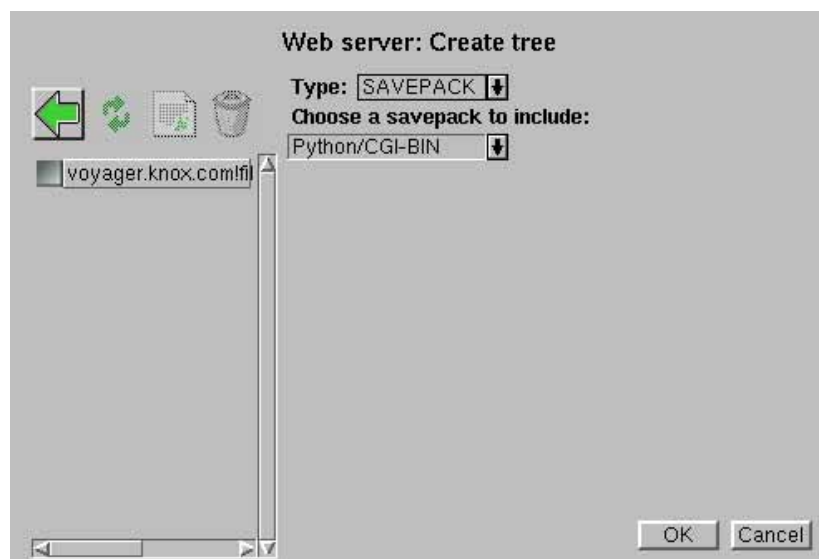 Web server: Create tree
Type: SAVEPACK
Choose a savepack to include:
Python/CGI-BIN
voyager.knox.com!fil
OK Cancel